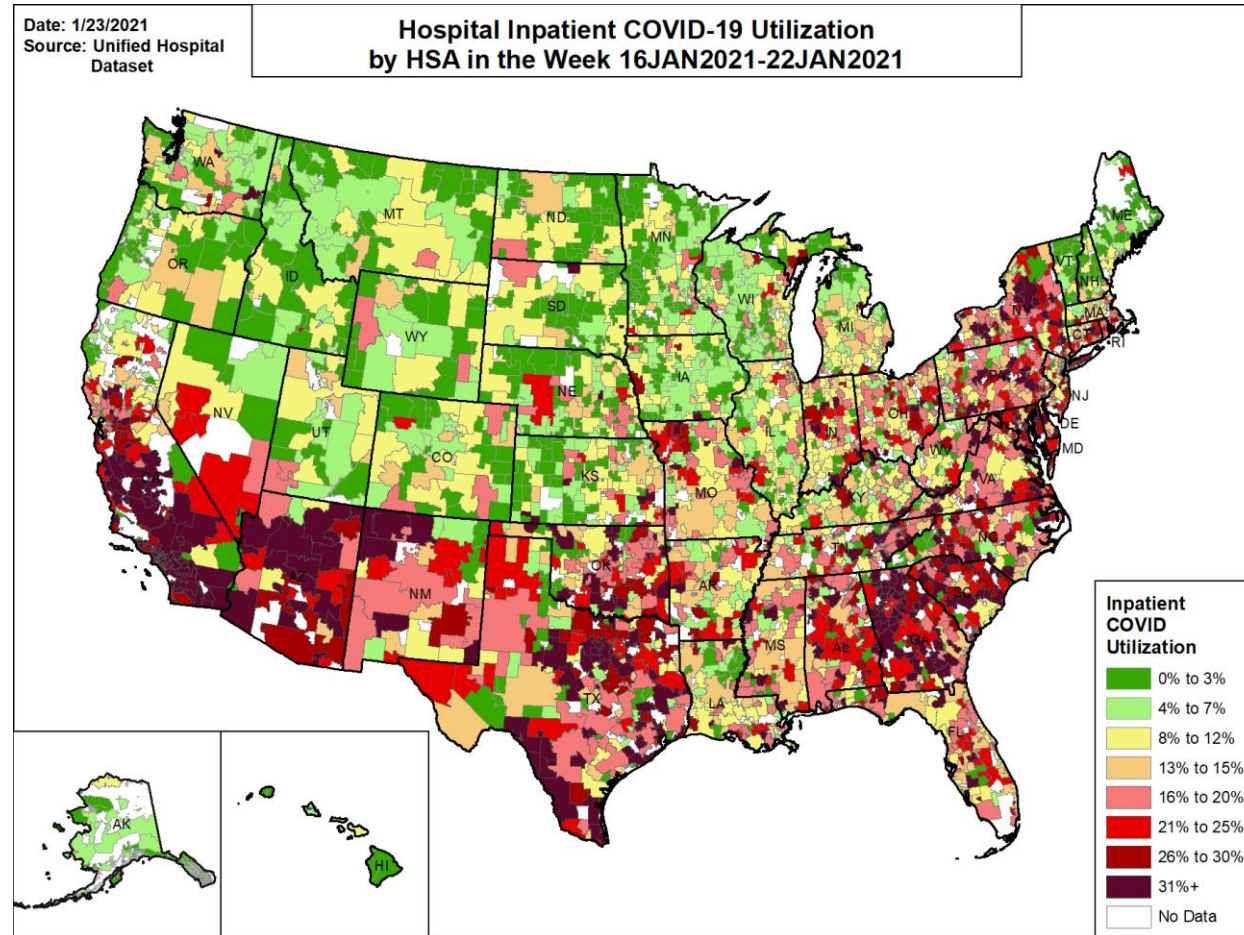 Date: 1/23/2021
Source: Unified Hospital
Dataset
Hospital Inpatient COVID-19 Utilization
by HSA in the Week 16JAN2021-22JAN2021
WA
MT
ND
MN
ME
OR
ID
SD
WI
MI
VT
NH
NY
MA
CT
RI
WY
IA
NE
PA
NJ
NV
UT
CO
IL
IN
OH
DE
MD
WV
CA
KS
MO
KY
VA
AZ
NM
OK
AR
TN
NC
SC
TX
LA
MS
AL
GA
FL
AK
HI
Inpatient
COVID
Utilization
0% to 3%
4% to 7%
8% to 12%
13% to 15%
16% to 20%
21% to 25%
26% to 30%
31%+
No Data